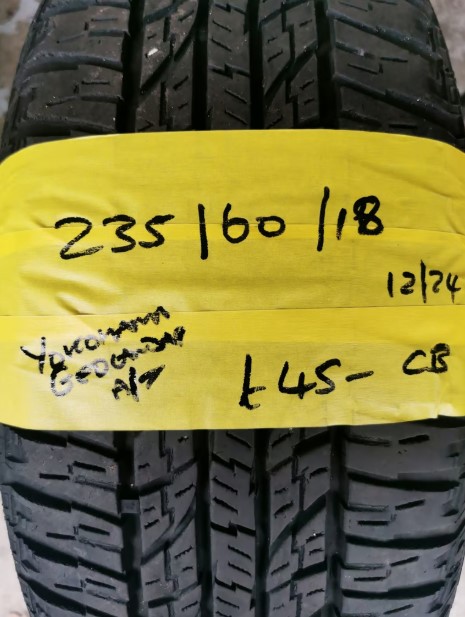 235/60/18
12/24
YOKOHAMA
GEOLANDAR
A/T
£45- CB